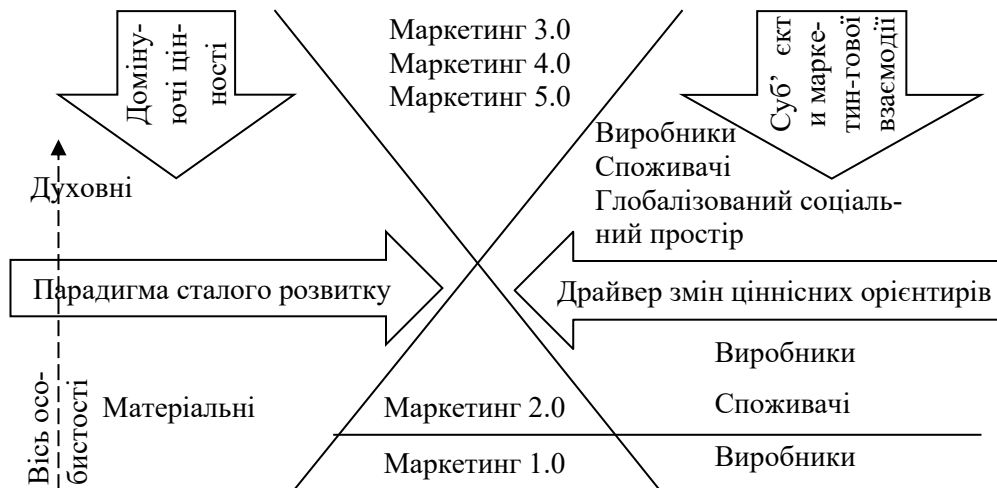 Доміну-
ючі цін-
ності
Маркетинг 3.0
Маркетинг 4.0
Маркетинг 5.0
Суб’ єкт
и марке-
тин-гової
взаємодії
Духовні
Виробники
Споживачі
Глобалізований соціаль-
ний простір
Парадигма сталого розвитку
Драйвер змін ціннісних орієнтирів
Вісь осо-
бистості
Матеріальні
Маркетинг 2.0
Виробники
Споживачі
Маркетинг 1.0
Виробники